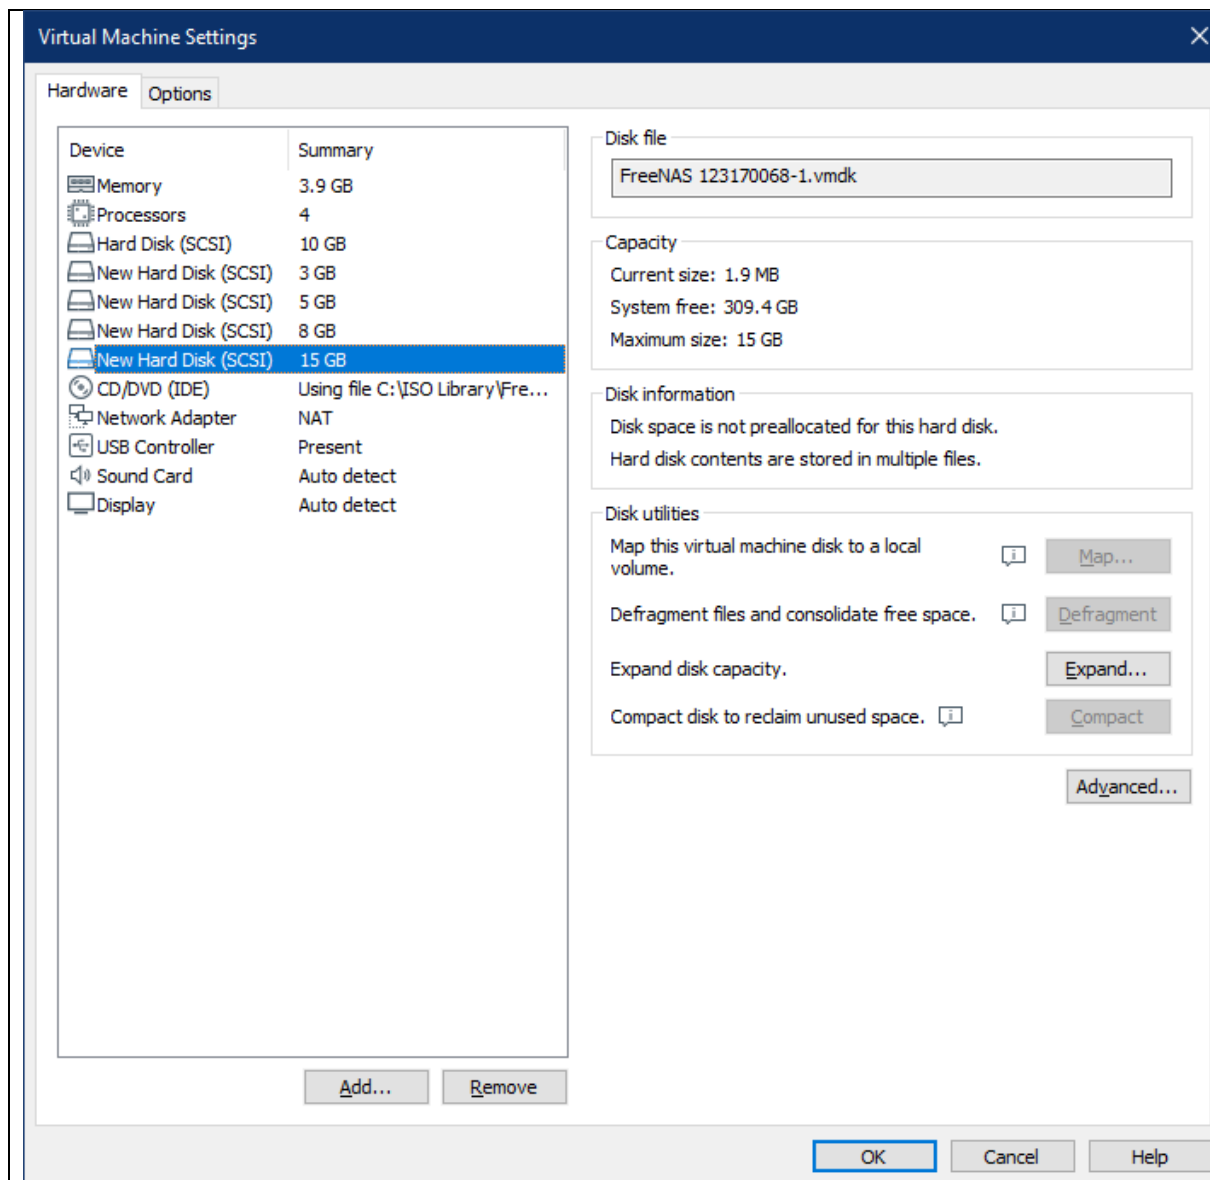 Virtual Machine Settings
Hardware Options
Device Summary
Memory 3.9 GB
Processors 4
Hard Disk (SCSI) 10 GB
New Hard Disk (SCSI) 3 GB
New Hard Disk (SCSI) 5 GB
New Hard Disk (SCSI) 8 GB
New Hard Disk (SCSI) 15 GB
CD/DVD (IDE) Using file C:\ISO Library\Fre...
Network Adapter NAT
USB Controller Present
Sound Card Auto detect
Display Auto detect
Add... Remove
Disk file
FreeNAS 123170068-1.vmdk
Capacity
Current size: 1.9 MB
System free: 309.4 GB
Maximum size: 15 GB
Disk information
Disk space is not preallocated for this hard disk.
Hard disk contents are stored in multiple files.
Disk utilities
Map this virtual machine disk to a local
volume.
Map...
Defragment files and consolidate free space. Defragment
Expand disk capacity. Expand...
Compact disk to reclaim unused space. Compact
Advanced...
OK Cancel Help